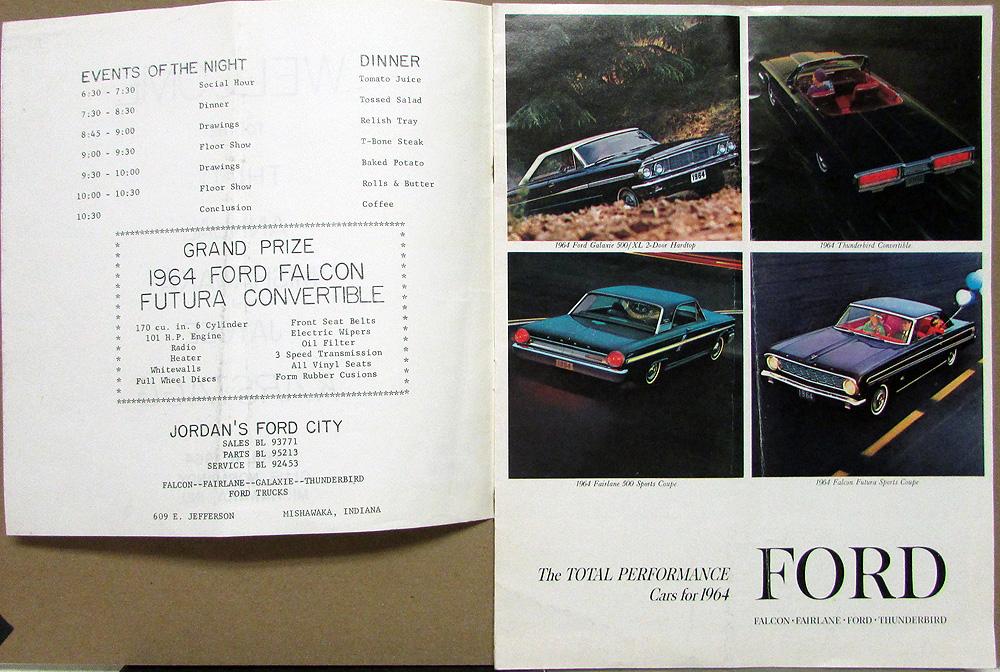 EVENTS OF THE NIGHT
6:30 - 7:30 Social Hour
7:30 - 8:30 Dinner
8:45 - 9:00 Drawings
9:00 - 9:30 Floor Show
9:30 - 10:00 Drawings
10:00 - 10:30 Floor Show
10:30 Conclusion
DINNER
Tomato Juice
Tossed Salad
Relish Tray
T-Bone Steak
Baked Potato
Rolls & Butter
Coffee
GRAND PRIZE
1964 FORD FALCON
FUTURA CONVERTIBLE
170 cu. in. 6 Cylinder
101 H.P. Engine
Radio
Heater
Whitewalls
Full Wheel Discs
Front Seat Belts
Electric Wipers
Oil Filter
3 Speed Transmission
All Vinyl Seats
Form Rubber Cusions
JORDAN'S FORD CITY
SALES BL 93771
PARTS BL 95213
SERVICE BL 92453
FALCON--FAIRLANE--GALAXIE--THUNDERBIRD
FORD TRUCKS
609 E. JEFFERSON MISHAWAKA, INDIANA
1964
1964 Ford Galaxie 500/XL 2-Door Hardtop
1964 Thunderbird Convertible
1964
1964 Fairlane 500 Sports Coupe
1964 Falcon Futura Sports Coupe
The TOTAL PERFORMANCE
Cars for 1964
FORD
FALCON · FAIRLANE · FORD · THUNDERBIRD